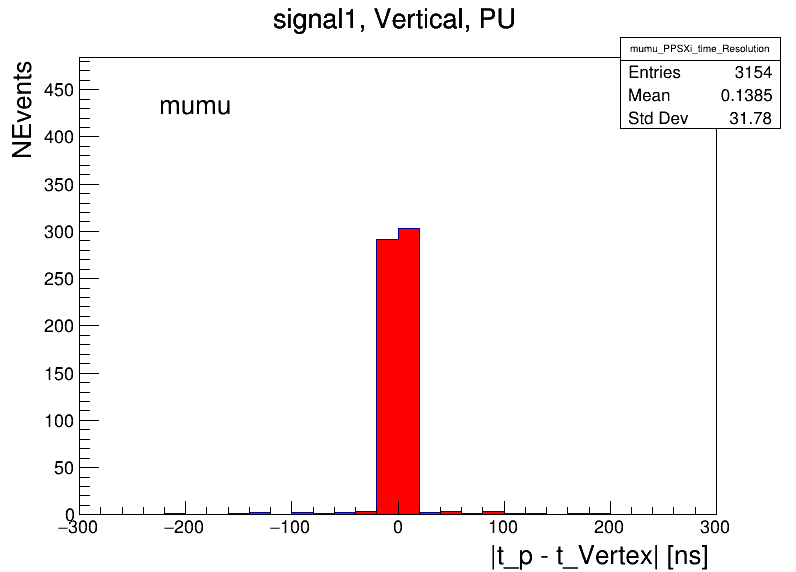 signal1, Vertical, PU
mumu_PPSXi_time_Resolution
Entries 3154
Mean 0.1385
Std Dev 31.78
NEvents
mumu
450
400
350
300
250
200
150
100
50
0
−300 −200 −100 0 100 200 300
|t_p - t_Vertex| [ns]